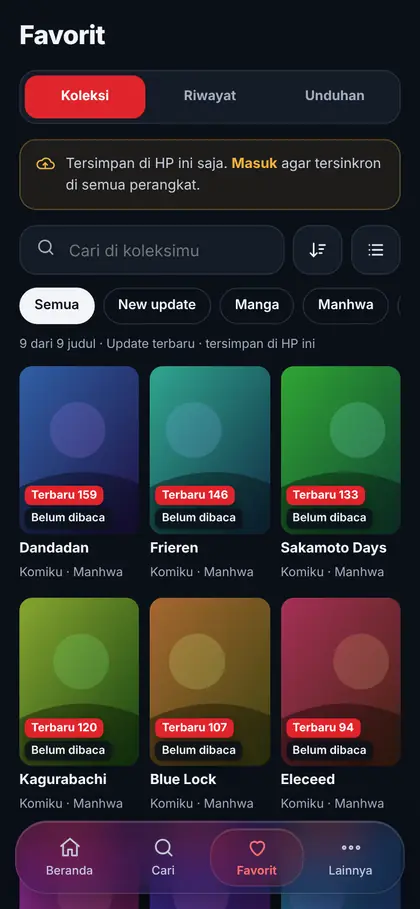 Favorit
Koleksi
Riwayat
Unduhan
Tersimpan di HP ini saja. Masuk agar tersinkron
di semua perangkat.
Cari di koleksimu
Semua
New update
Manga
Manhwa
9 dari 9 judul · Update terbaru · tersimpan di HP ini
Terbaru 159
Belum dibaca
Dandadan
Komiku · Manhwa
Terbaru 146
Belum dibaca
Frieren
Komiku · Manhwa
Terbaru 133
Belum dibaca
Sakamoto Days
Komiku · Manhwa
Terbaru 120
Belum dibaca
Kagurabachi
Komiku · Manhwa
Terbaru 107
Belum dibaca
Blue Lock
Komiku · Manhwa
Terbaru 94
Belum dibaca
Eleceed
Komiku · Manhwa
Beranda
Cari
Favorit
Lainnya